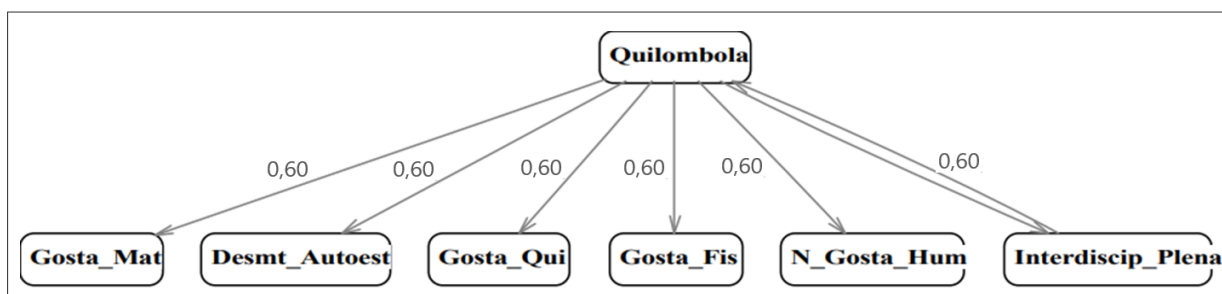 Quilombola
0,60 0,60 0,60 0,60 0,60 0,60
Gosta_Mat Desmt_Autoest Gosta_Qui Gosta_Fis N_Gosta_Hum Interdiscip_Plena